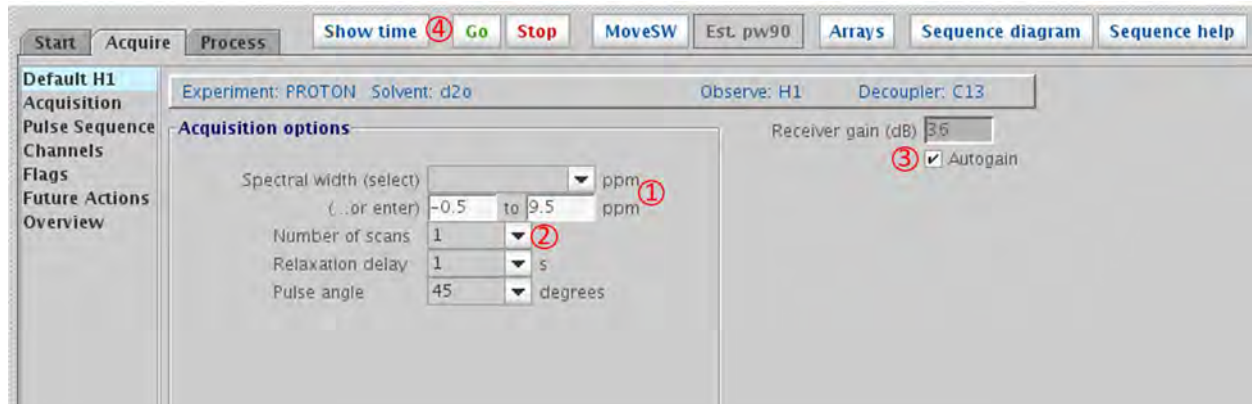 Start Acquire Process Show time ④ Go Stop MoveSW Est. pw90 Arrays Sequence diagram Sequence help
Default H1
Acquisition
Pulse Sequence
Channels
Flags
Future Actions
Overview
Experiment: PROTON Solvent: d2o Observe: H1 Decoupler: C13
Acquisition options
Spectral width (select) ppm
(...or enter) -0.5 to 9.5 ppm ①
Number of scans 1 ②
Relaxation delay 1 s
Pulse angle 45 degrees
Receiver gain (dB) 36
③ Autogain